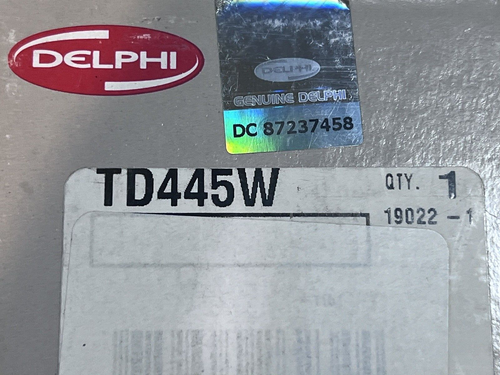 DELPHI
DELPHI
GENUINE DELPHI
DC 87237458
TD445W
QTY. 1
19022-1